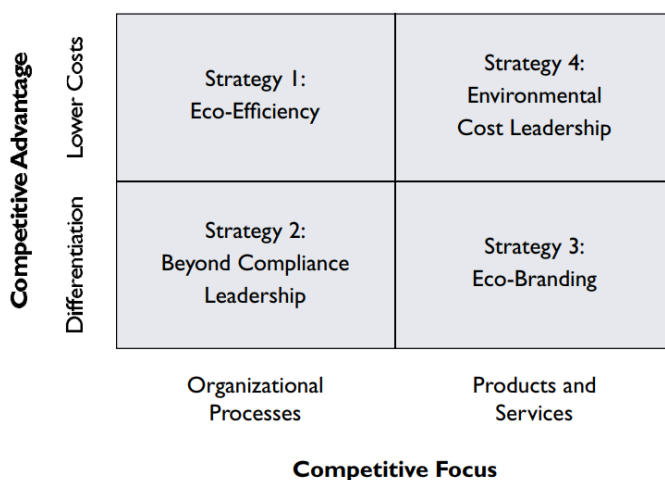 Competitive Advantage
Lower Costs
Differentiation
Strategy 1:
Eco-Efficiency
Strategy 4:
Environmental
Cost Leadership
Strategy 2:
Beyond Compliance
Leadership
Strategy 3:
Eco-Branding
Organizational
Processes
Products and
Services
Competitive Focus